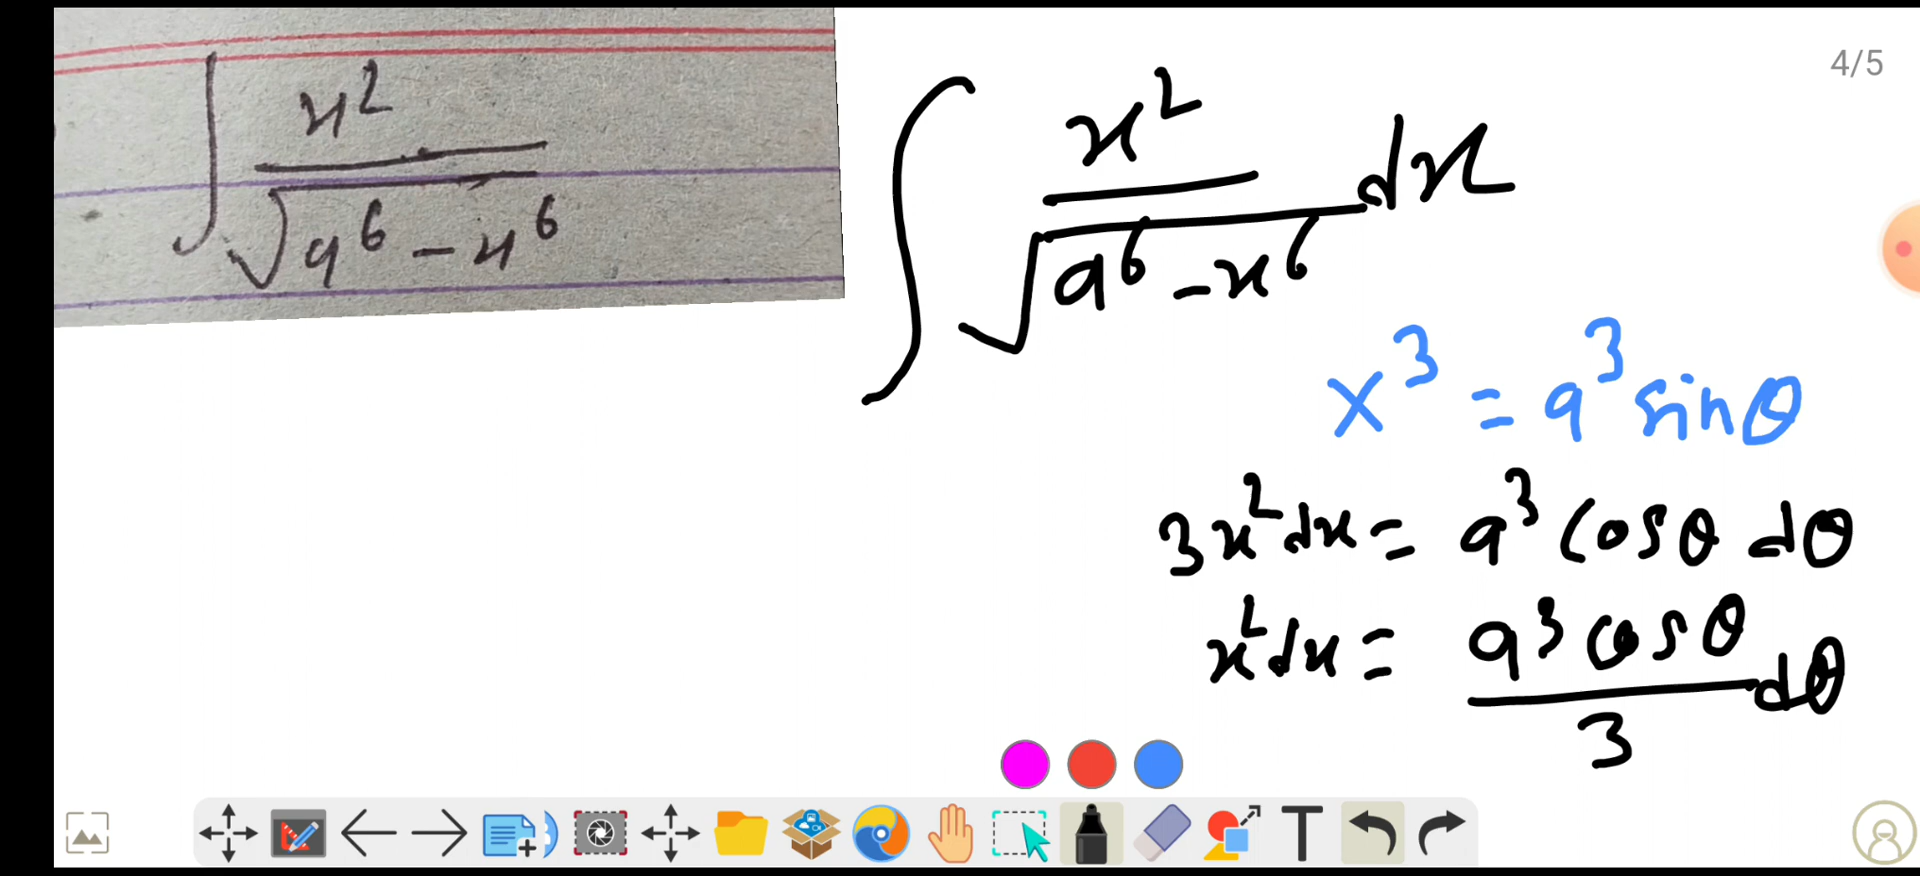 ∫ x² / √(a⁶ - x⁶)
4/5
∫ x² / √(a⁶ - x⁶) dx
x³ = a³ sinθ
3x² dx = a³ cosθ dθ
x² dx = a³ cosθ / 3 dθ
T